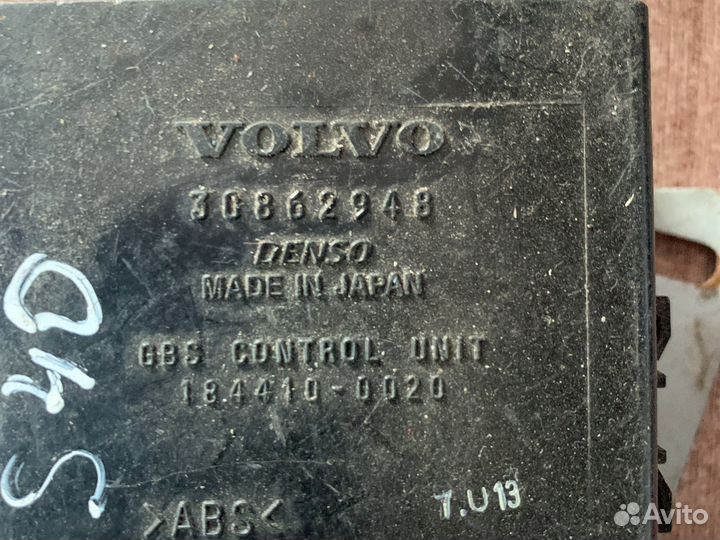 VOLVO
30862948
DENSO
MADE IN JAPAN
GBS CONTROL UNIT
184410-0020
>ABS<
7.U13
S40
Avito